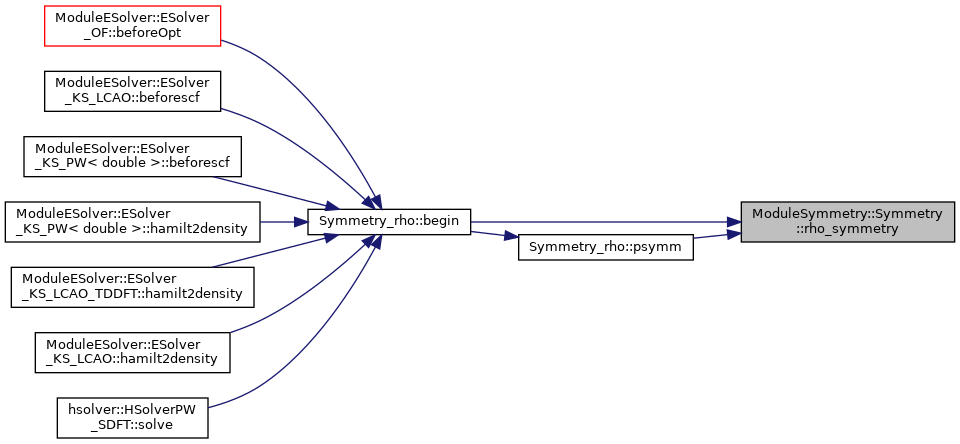 ModuleESolver::ESolver
_OF::beforeOpt
ModuleESolver::ESolver
_KS_LCAO::beforescf
ModuleESolver::ESolver
_KS_PW< double >::beforescf
ModuleESolver::ESolver
_KS_PW< double >::hamilt2density
ModuleESolver::ESolver
_KS_LCAO_TDDFT::hamilt2density
ModuleESolver::ESolver
_KS_LCAO::hamilt2density
hsolver::HSolverPW
_SDFT::solve
Symmetry_rho::begin
Symmetry_rho::psymm
ModuleSymmetry::Symmetry
::rho_symmetry